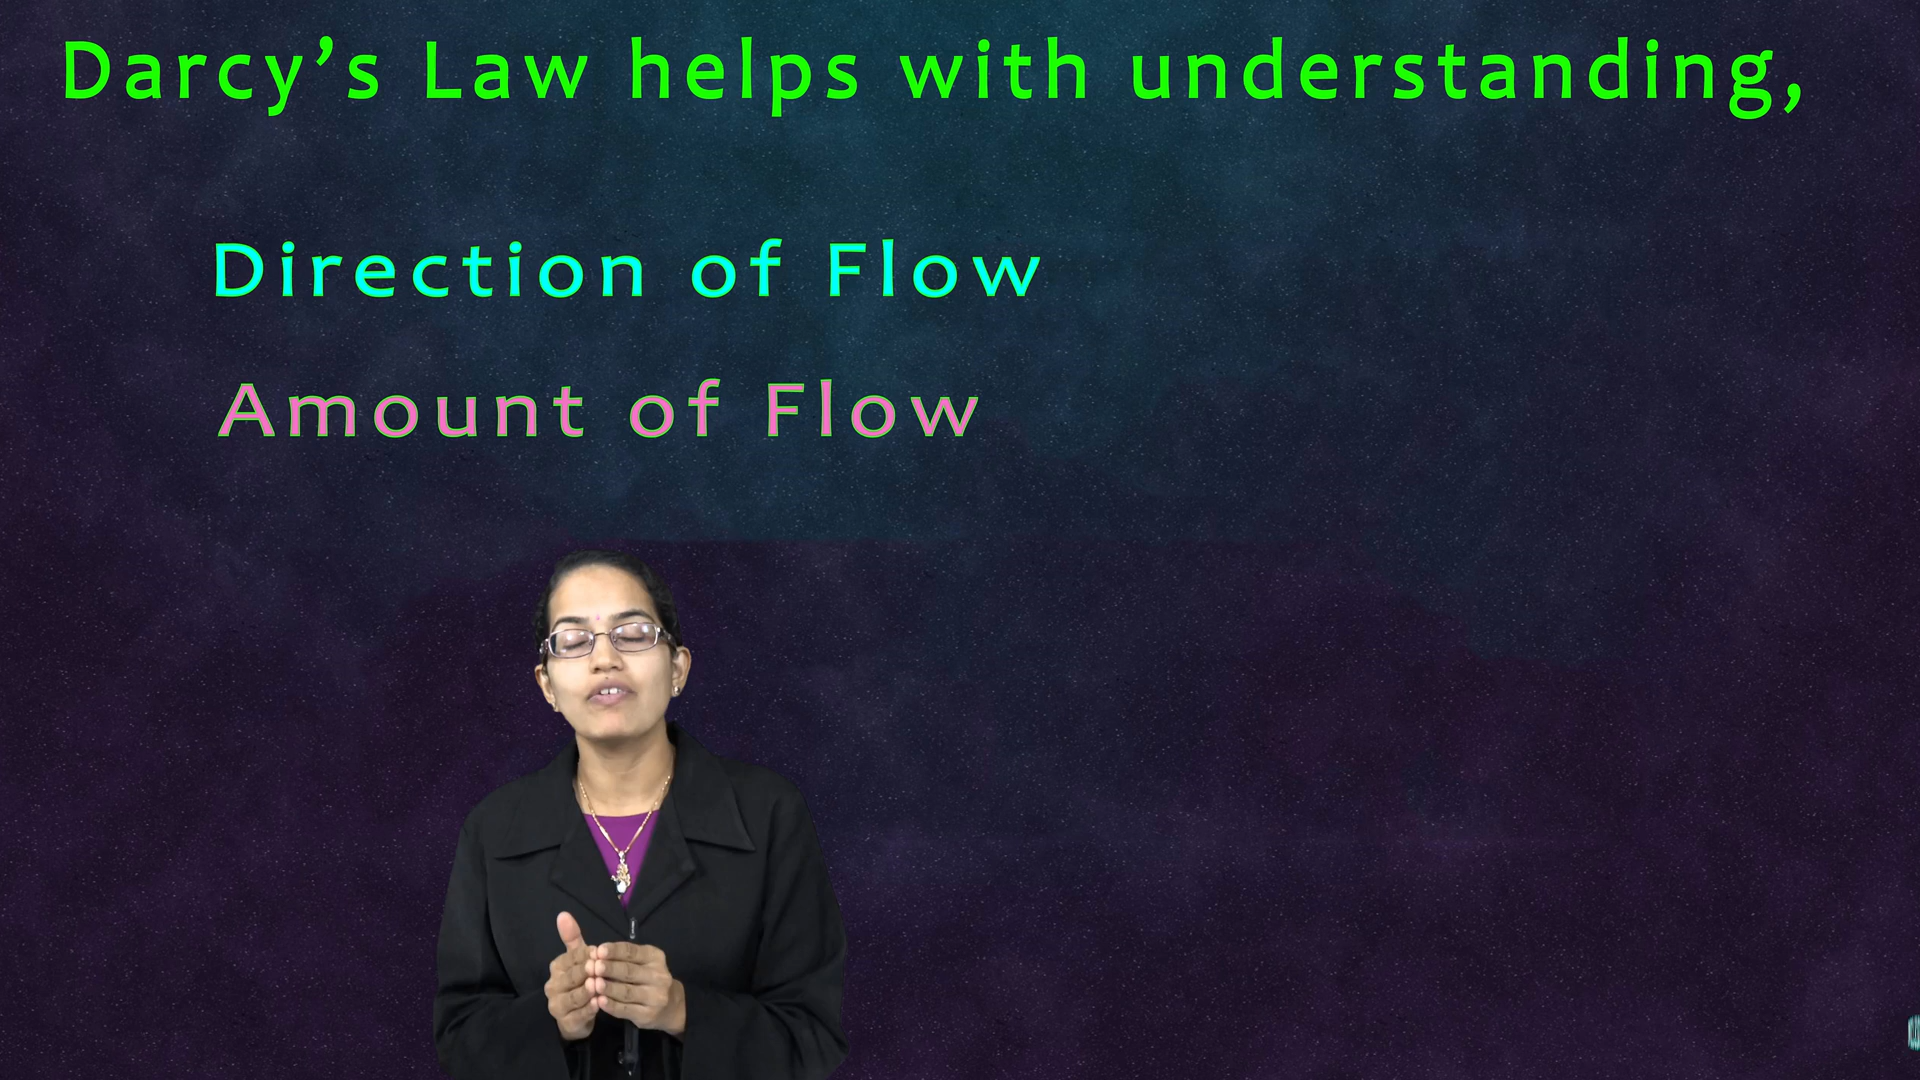 Darcy’s Law helps with understanding,
Direction of Flow
Amount of Flow